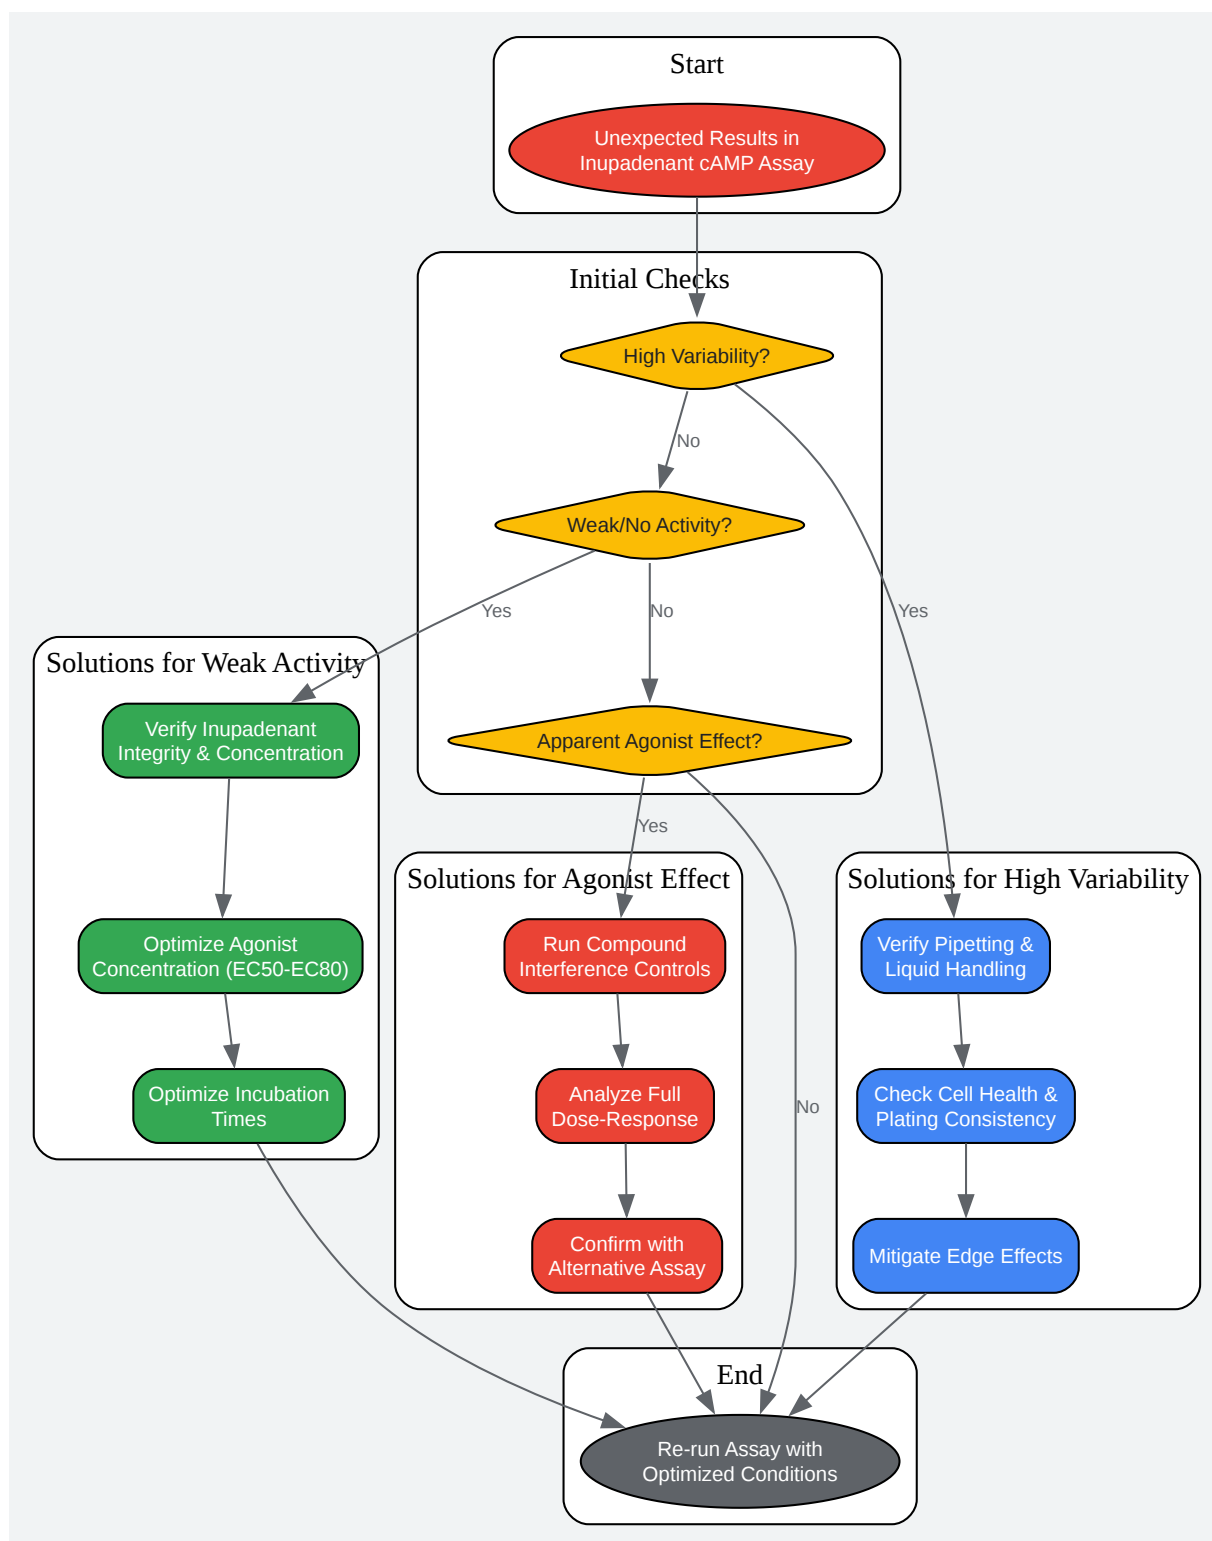 Start
Unexpected Results in
Inupadenant cAMP Assay
Initial Checks
High Variability?
No
Weak/No Activity?
Yes
No
Yes
Solutions for Weak Activity
Verify Inupadenant
Integrity & Concentration
Apparent Agonist Effect?
Yes
Solutions for Agonist Effect
Solutions for High Variability
Optimize Agonist
Concentration (EC50-EC80)
Run Compound
Interference Controls
Verify Pipetting &
Liquid Handling
Optimize Incubation
Times
Analyze Full
Dose-Response
No
Check Cell Health &
Plating Consistency
Confirm with
Alternative Assay
Mitigate Edge Effects
End
Re-run Assay with
Optimized Conditions